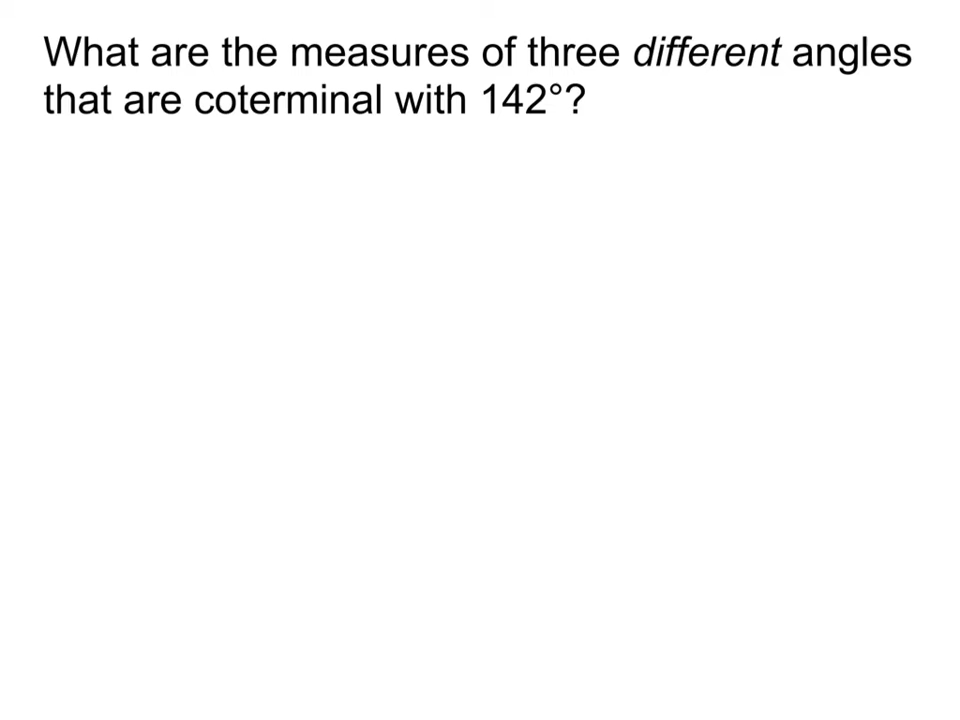 What are the measures of three different angles
that are coterminal with 142°?